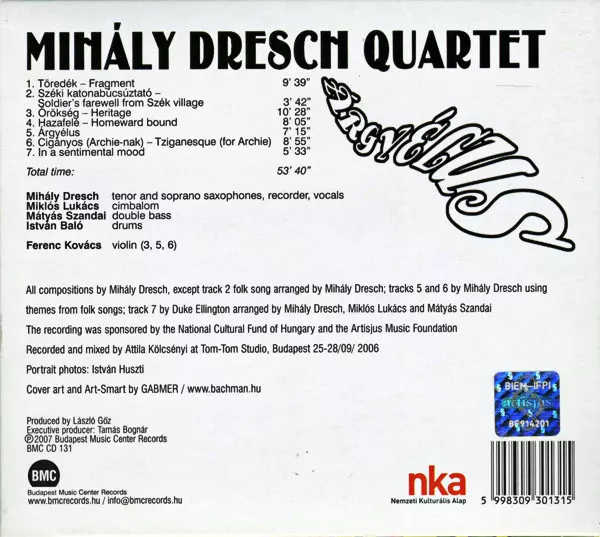 MIHÁLY DRESCH QUARTET
1. Töredék – Fragment 9' 39"
2. Széki katonabúcsúztató –
Soldier's farewell from Szék village 3' 42"
3. Örökség – Heritage 10' 28"
4. Hazafelé – Homeward bound 8' 05"
5. Árgyélus 7' 15"
6. Cigányos (Archie-nak) – Tziganesque (for Archie) 8' 55"
7. In a sentimental mood 5' 33"
Total time: 53' 40"
ÁRGYÉLUS
Mihály Dresch tenor and soprano saxophones, recorder, vocals
Miklós Lukács cimbalom
Mátyás Szandai double bass
István Baló drums
Ferenc Kovács violin (3, 5, 6)
All compositions by Mihály Dresch, except track 2 folk song arranged by Mihály Dresch; tracks 5 and 6 by Mihály Dresch using
themes from folk songs; track 7 by Duke Ellington arranged by Mihály Dresch, Miklós Lukács and Mátyás Szandai
The recording was sponsored by the National Cultural Fund of Hungary and the Artisjus Music Foundation
Recorded and mixed by Attila Kölcsényi at Tom-Tom Studio, Budapest 25-28/09/ 2006
Portrait photos: István Huszti
Cover art and Art-Smart by GABMER / www.bachman.hu
Produced by László Gőz
Executive producer: Tamás Bognár
℗©2007 Budapest Music Center Records
BMC CD 131
BMC
Budapest Music Center Records
www.bmcrecords.hu / info@bmcrecords.hu
BIEM-IFPI
artisjus
BE914201
nka
Nemzeti Kulturális Alap
5 998309 301315